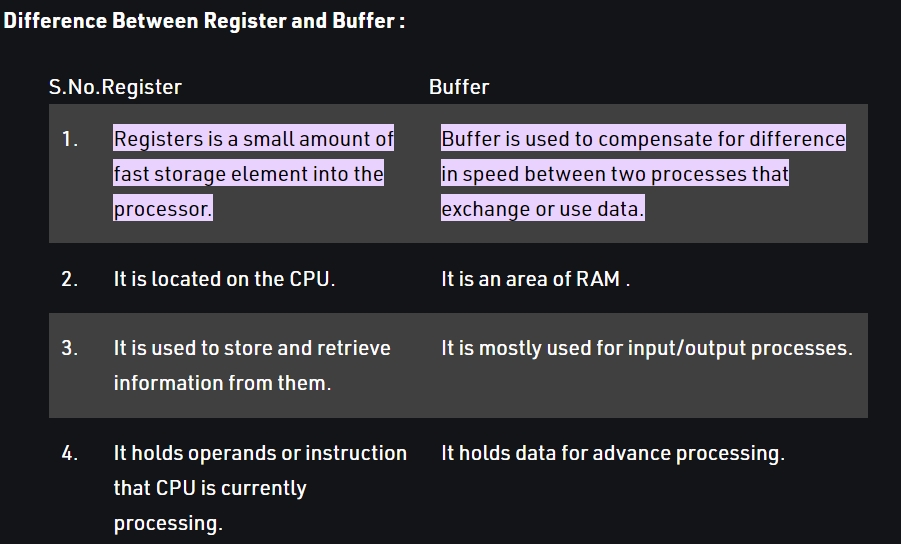 Difference Between Register and Buffer :
S.No.Register Buffer
1. Registers is a small amount of Buffer is used to compensate for difference
fast storage element into the in speed between two processes that
processor. exchange or use data.
2. It is located on the CPU. It is an area of RAM .
3. It is used to store and retrieve It is mostly used for input/output processes.
information from them.
4. It holds operands or instruction It holds data for advance processing.
that CPU is currently
processing.